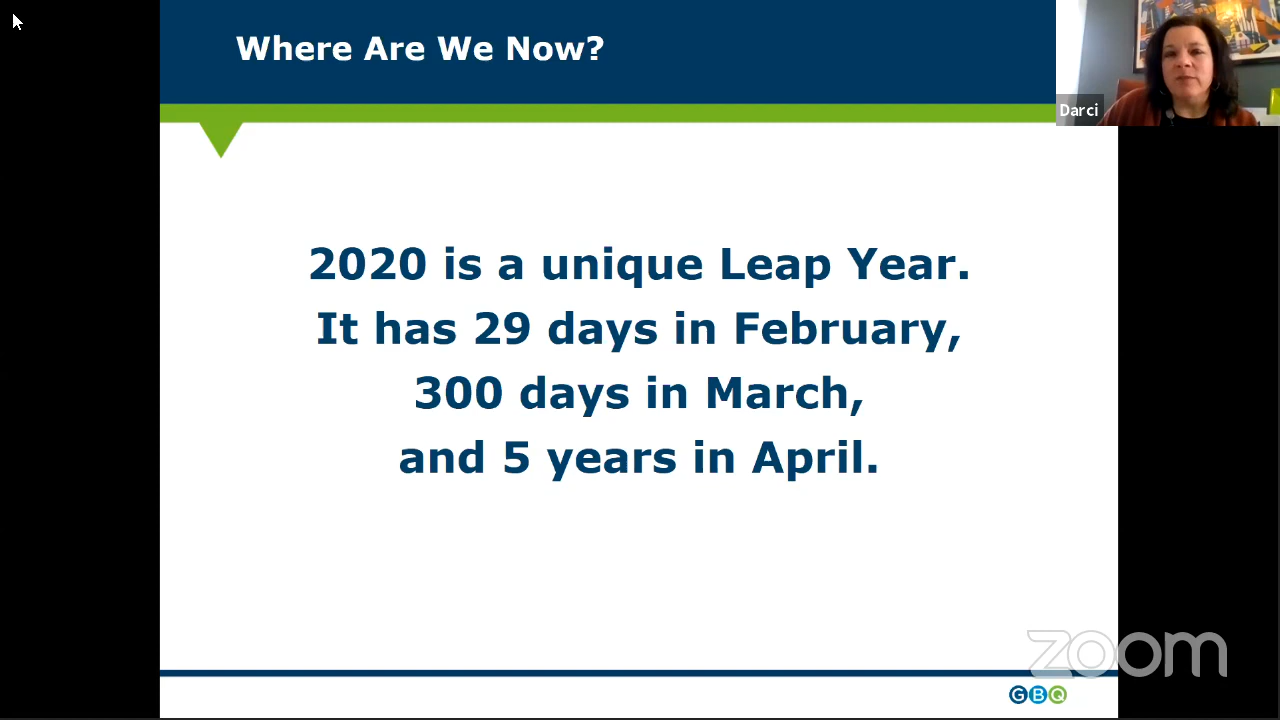 Where Are We Now?
Darci
2020 is a unique Leap Year.
It has 29 days in February,
300 days in March,
and 5 years in April.
zoom
GBQ